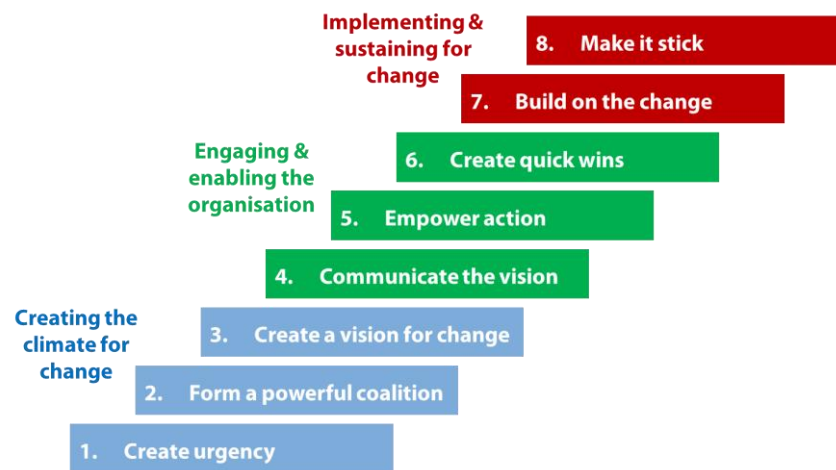 Implementing &
sustaining for
change
8. Make it stick
7. Build on the change
Engaging &
enabling the
organisation
6. Create quick wins
5. Empower action
4. Communicate the vision
Creating the
climate for
change
3. Create a vision for change
2. Form a powerful coalition
1. Create urgency